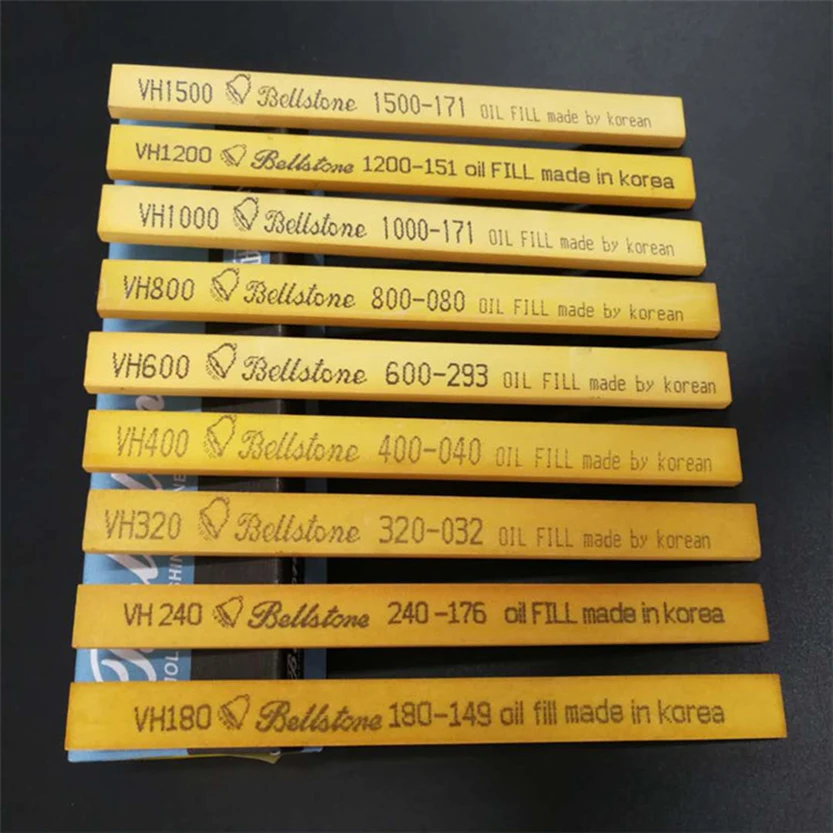 VH1500 Bellstone 1500-171 OIL FILL made by korean
VH1200 Bellstone 1200-151 oil FILL made in korea
VH1000 Bellstone 1000-171 OIL FILL made by korean
VH800 Bellstone 800-080 OIL FILL made by korean
VH600 Bellstone 600-293 OIL FILL made by korean
VH400 Bellstone 400-040 OIL FILL made by korean
VH320 Bellstone 320-032 OIL FILL made by korean
VH 240 Bellstone 240-176 oil FILL made in korea
VH180 Bellstone 180-149 oil fill made in korea